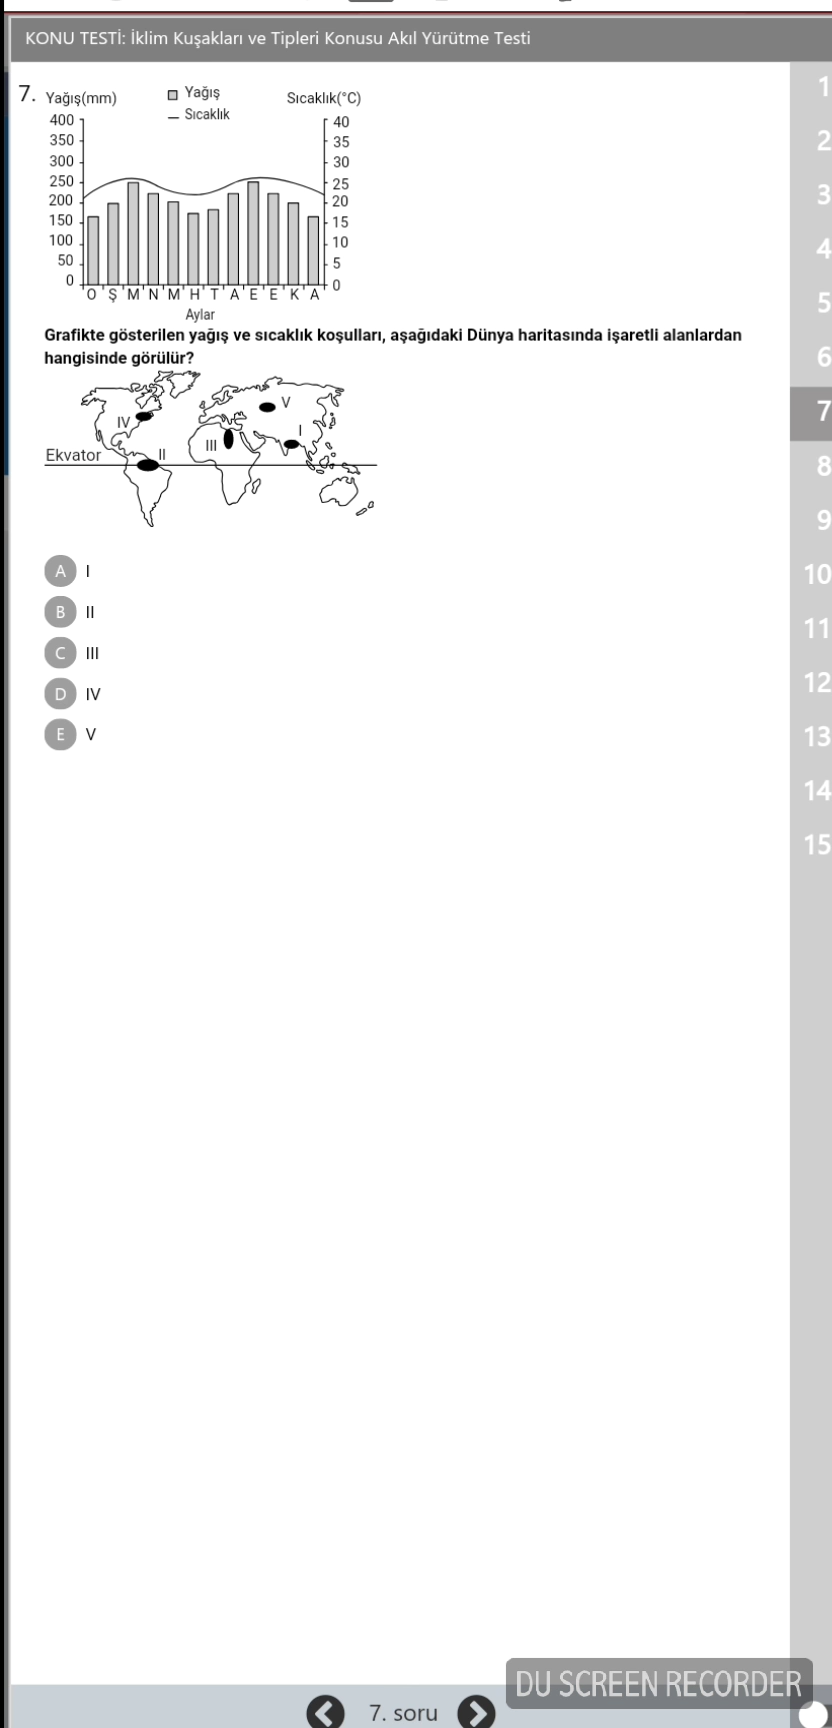 KONU TESTİ: İklim Kuşakları ve Tipleri Konusu Akıl Yürütme Testi
7. Yağış(mm)
Yağış
Sıcaklık
Sıcaklık(°C)
400
350
300
250
200
150
100
50
0
40
35
30
25
20
15
10
5
0
O Ş M N M H T A E E K A
Aylar
Grafikte gösterilen yağış ve sıcaklık koşulları, aşağıdaki Dünya haritasında işaretli alanlardan
hangisinde görülür?
V
IV
I
III
Ekvator
II
A I
B II
C III
D IV
E V
1
2
3
4
5
6
7
8
9
10
11
12
13
14
15
DU SCREEN RECORDER
7. soru